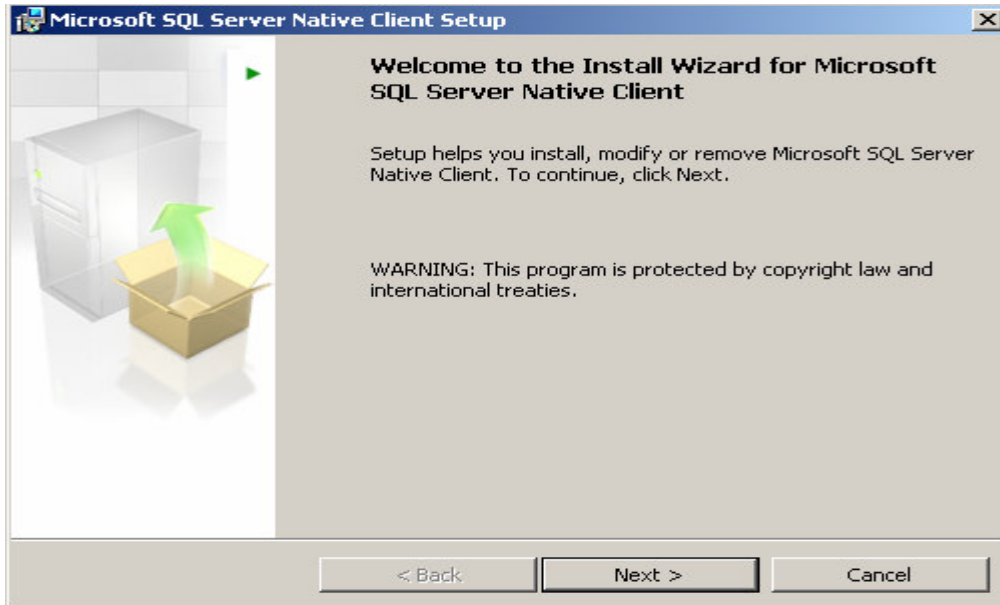 Microsoft SQL Server Native Client Setup
Welcome to the Install Wizard for Microsoft
SQL Server Native Client
Setup helps you install, modify or remove Microsoft SQL Server
Native Client. To continue, click Next.
WARNING: This program is protected by copyright law and
international treaties.
< Back
Next >
Cancel